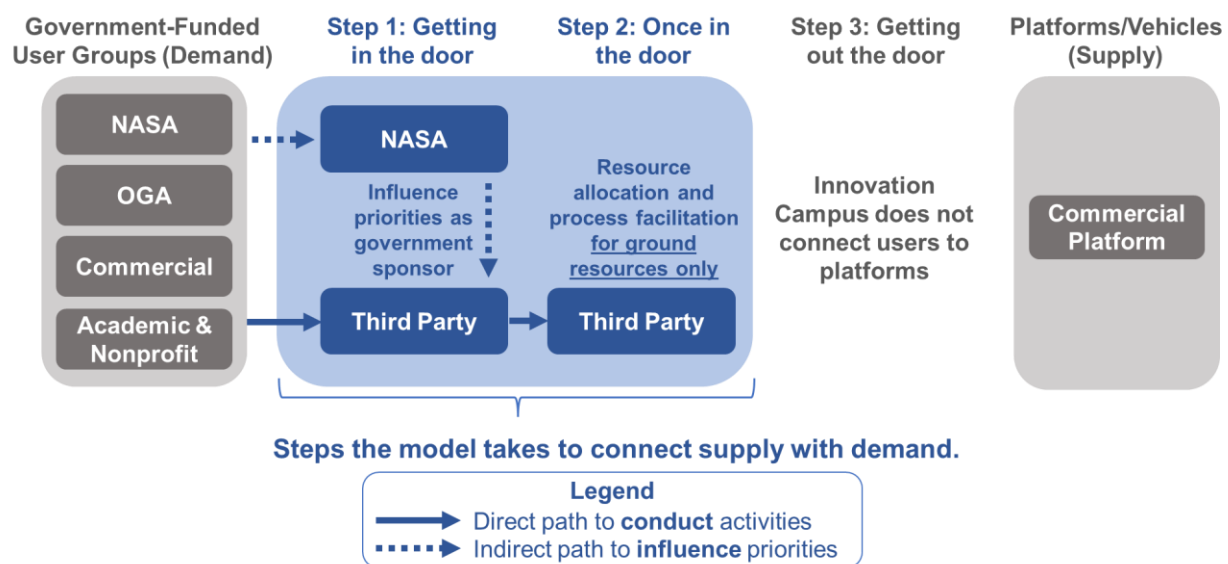 Government-Funded
User Groups (Demand)
Step 1: Getting
in the door
Step 2: Once in
the door
Step 3: Getting
out the door
Platforms/Vehicles
(Supply)
NASA
OGA
Commercial
Academic &
Nonprofit
NASA
Influence
priorities as
government
sponsor
Third Party
Resource
allocation and
process facilitation
for ground
resources only
Third Party
Innovation
Campus does not
connect users to
platforms
Commercial
Platform
Steps the model takes to connect supply with demand.
Legend
Direct path to conduct activities
Indirect path to influence priorities